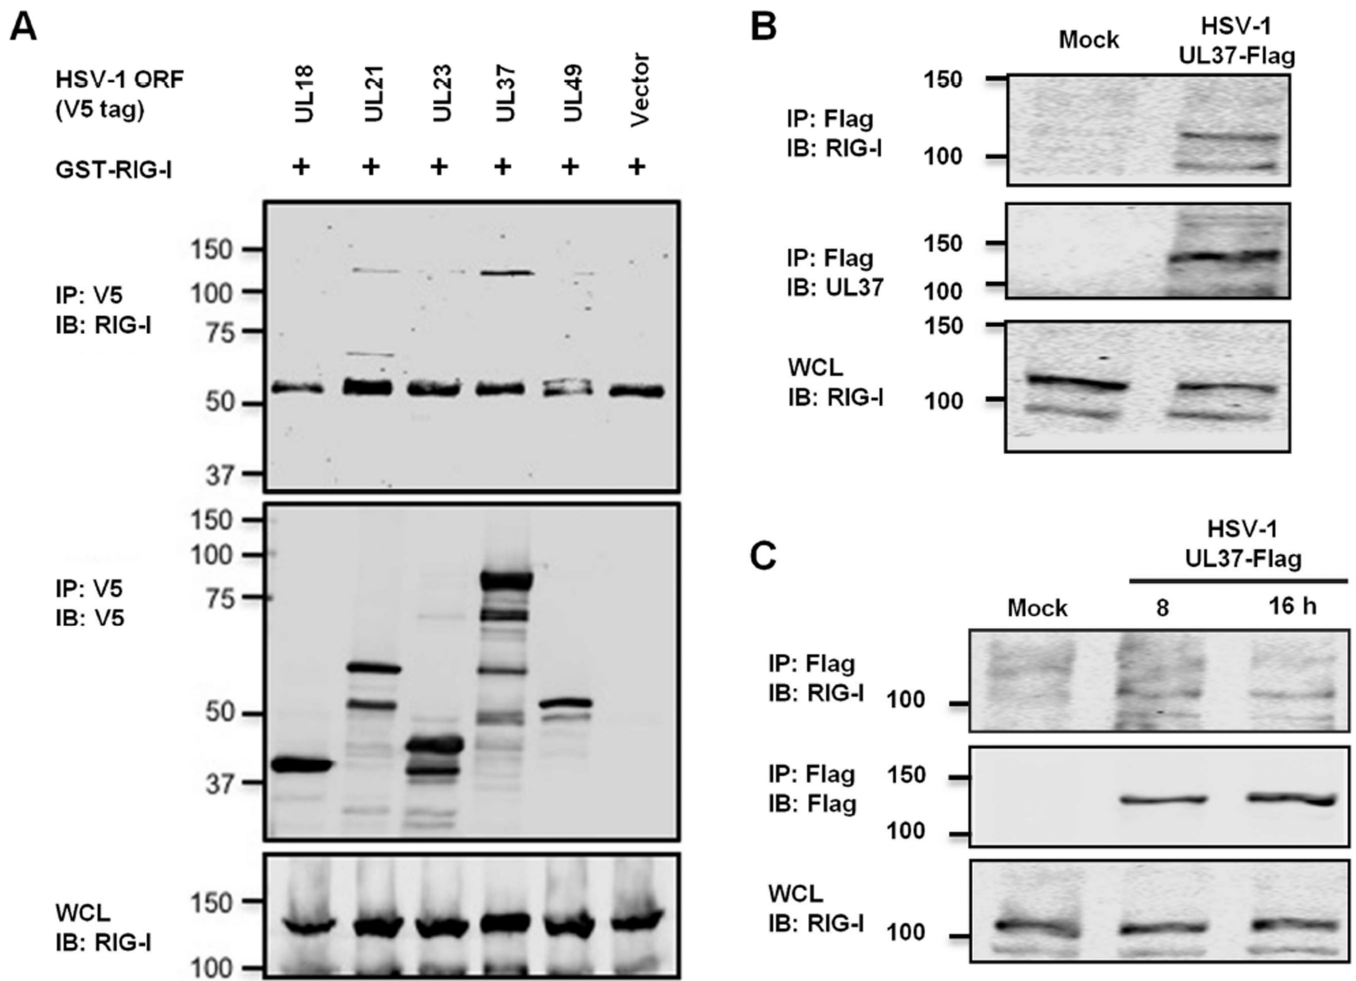 A
HSV-1 ORF
(V5 tag)
UL18
UL21
UL23
UL37
UL49
Vector
GST-RIG-I
+ + + + + +
IP: V5
IB: RIG-I
150
100
75
50
37
IP: V5
IB: V5
150
100
75
50
37
WCL
IB: RIG-I
150
100
B
Mock
HSV-1
UL37-Flag
IP: Flag
IB: RIG-I
150
100
IP: Flag
IB: UL37
150
100
WCL
IB: RIG-I
150
100
C
HSV-1
UL37-Flag
Mock 8 16 h
IP: Flag
IB: RIG-I
100
IP: Flag
IB: Flag
150
100
WCL
IB: RIG-I
100